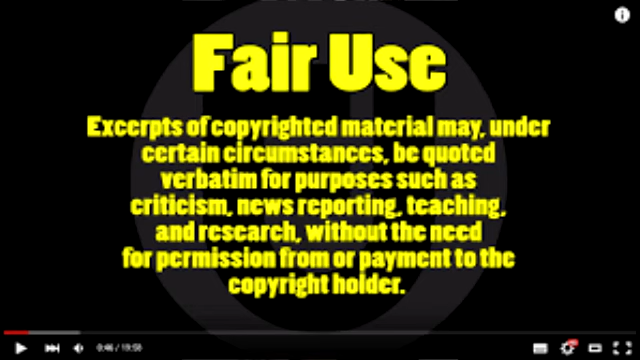 Fair Use
Excerpts of copyrighted material may, under
certain circumstances, be quoted
verbatim for purposes such as
criticism, news reporting, teaching,
and research, without the need
for permission from or payment to the
copyright holder.
0:46 / 19:58